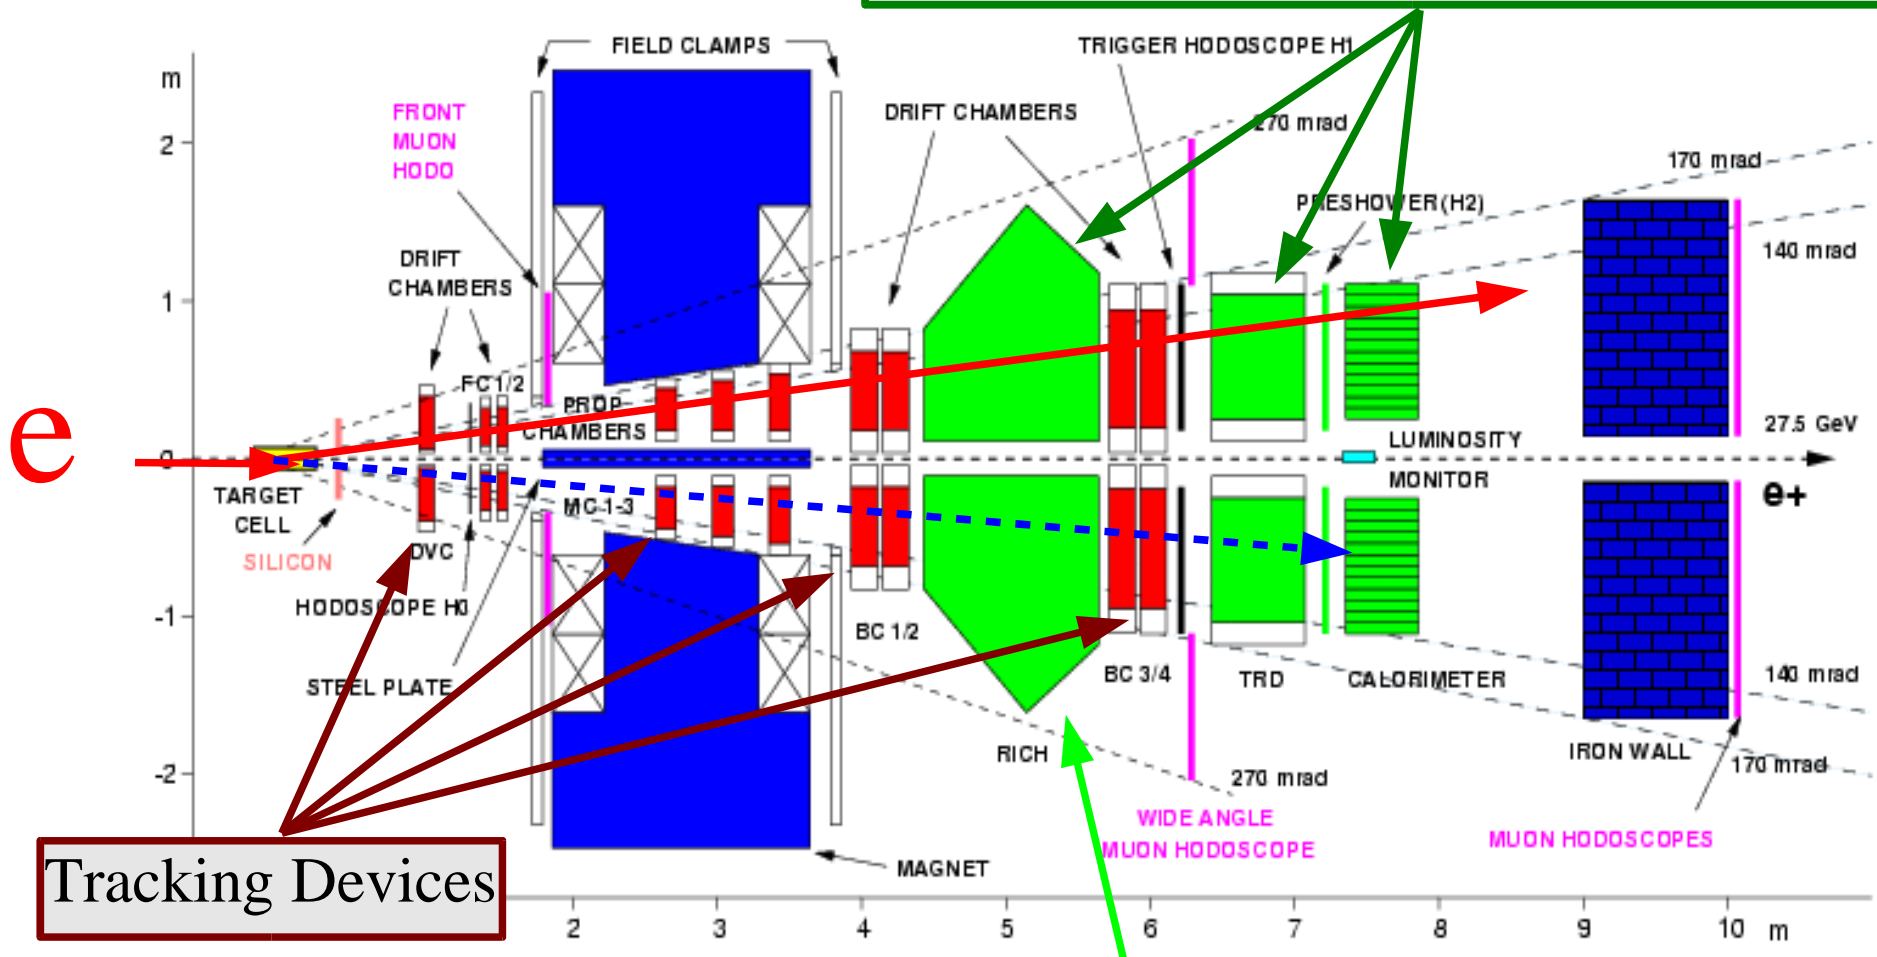 FIELD CLAMPS
TRIGGER HODOSCOPE H1
m
FRONT
MUON
HODO
DRIFT CHAMBERS
270 mrad
2
170 mrad
PRESHOWER (H2)
DRIFT
CHAMBERS
140 mrad
1
FC 1/2
PROP
CHAMBERS
27.5 GeV
e
LUMINOSITY
0
MONITOR
TARGET
CELL
MC 1-3
e+
SILICON
DVC
HODOSCOPE H0
-1
BC 1/2
STEEL PLATE
BC 3/4
TRD
CALORIMETER
140 mrad
RICH
IRON WALL
170 mrad
-2
270 mrad
WIDE ANGLE
MUON HODOSCOPE
MUON HODOSCOPES
MAGNET
Tracking Devices
2 3 4 5 6 7 8 9 10 m